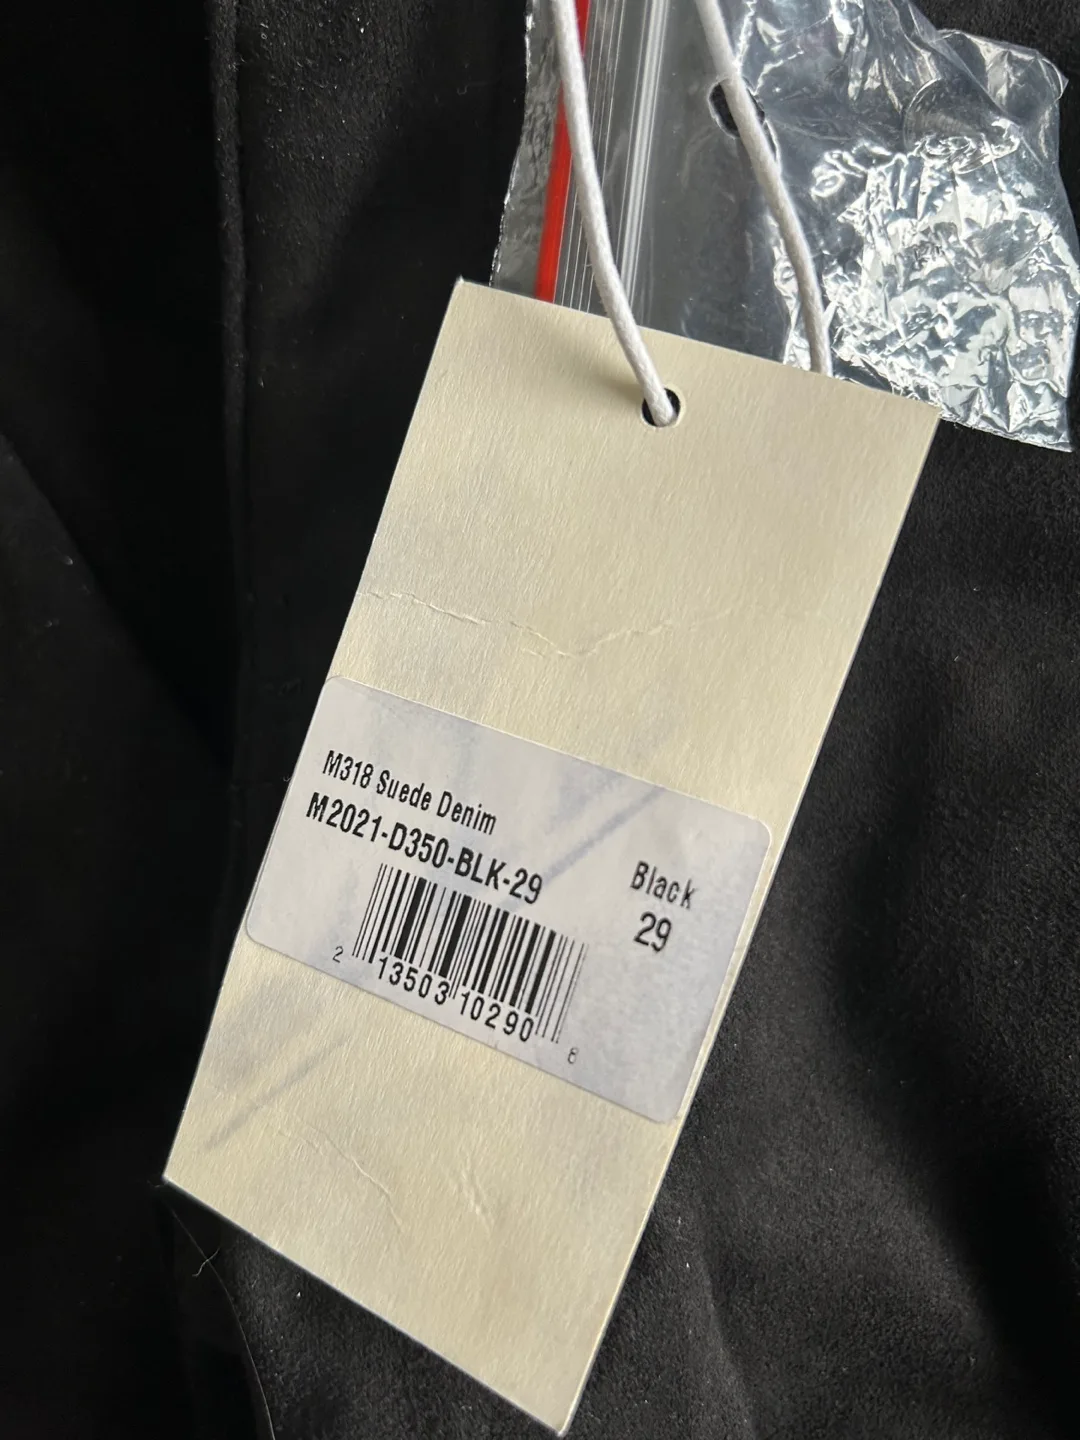 M318 Suede Denim
M2021-D350-BLK-29
Black
29
2 13503 10290 6